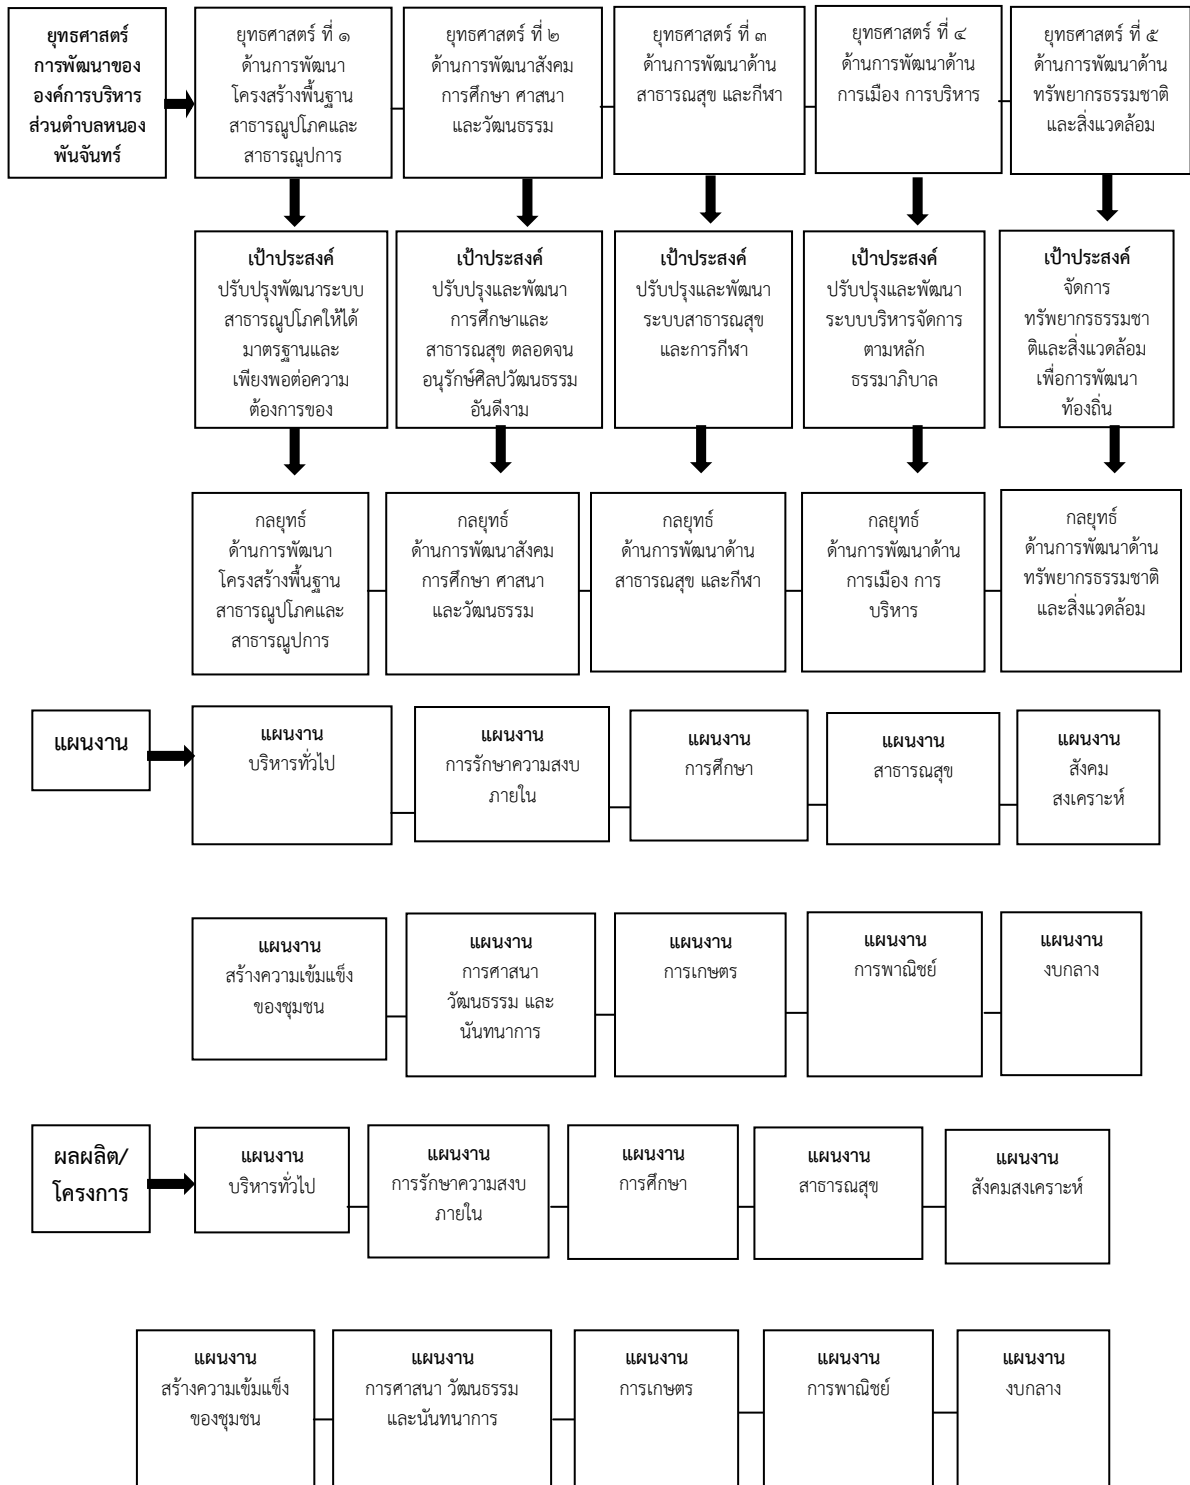 ยุทธศาสตร์
การพัฒนาของ
องค์การบริหาร
ส่วนตำบลหนอง
พันจันทร์
ยุทธศาสตร์ ที่ ๑
ด้านการพัฒนา
โครงสร้างพื้นฐาน
สาธารณูปโภคและ
สาธารณูปการ
ยุทธศาสตร์ ที่ ๒
ด้านการพัฒนาสังคม
การศึกษา ศาสนา
และวัฒนธรรม
ยุทธศาสตร์ ที่ ๓
ด้านการพัฒนาด้าน
สาธารณสุข และกีฬา
ยุทธศาสตร์ ที่ ๔
ด้านการพัฒนาด้าน
การเมือง การบริหาร
ยุทธศาสตร์ ที่ ๕
ด้านการพัฒนาด้าน
ทรัพยากรธรรมชาติ
และสิ่งแวดล้อม
เป้าประสงค์
ปรับปรุงพัฒนาระบบ
สาธารณูปโภคให้ได้
มาตรฐานและ
เพียงพอต่อความ
ต้องการของ
เป้าประสงค์
ปรับปรุงและพัฒนา
การศึกษาและ
สาธารณสุข ตลอดจน
อนุรักษ์ศิลปวัฒนธรรม
อันดีงาม
เป้าประสงค์
ปรับปรุงและพัฒนา
ระบบสาธารณสุข
และการกีฬา
เป้าประสงค์
ปรับปรุงและพัฒนา
ระบบบริหารจัดการ
ตามหลัก
ธรรมาภิบาล
เป้าประสงค์
จัดการ
ทรัพยากรธรรมชา
ติและสิ่งแวดล้อม
เพื่อการพัฒนา
ท้องถิ่น
กลยุทธ์
ด้านการพัฒนา
โครงสร้างพื้นฐาน
สาธารณูปโภคและ
สาธารณูปการ
กลยุทธ์
ด้านการพัฒนาสังคม
การศึกษา ศาสนา
และวัฒนธรรม
กลยุทธ์
ด้านการพัฒนาด้าน
สาธารณสุข และกีฬา
กลยุทธ์
ด้านการพัฒนาด้าน
การเมือง การ
บริหาร
กลยุทธ์
ด้านการพัฒนาด้าน
ทรัพยากรธรรมชาติ
และสิ่งแวดล้อม
แผนงาน
แผนงาน
บริหารทั่วไป
แผนงาน
การรักษาความสงบ
ภายใน
แผนงาน
การศึกษา
แผนงาน
สาธารณสุข
แผนงาน
สังคม
สงเคราะห์
แผนงาน
สร้างความเข้มแข็ง
ของชุมชน
แผนงาน
การศาสนา
วัฒนธรรม และ
นันทนาการ
แผนงาน
การเกษตร
แผนงาน
การพาณิชย์
แผนงาน
งบกลาง
ผลผลิต/
โครงการ
แผนงาน
บริหารทั่วไป
แผนงาน
การรักษาความสงบ
ภายใน
แผนงาน
การศึกษา
แผนงาน
สาธารณสุข
แผนงาน
สังคมสงเคราะห์
แผนงาน
สร้างความเข้มแข็ง
ของชุมชน
แผนงาน
การศาสนา วัฒนธรรม
และนันทนาการ
แผนงาน
การเกษตร
แผนงาน
การพาณิชย์
แผนงาน
งบกลาง